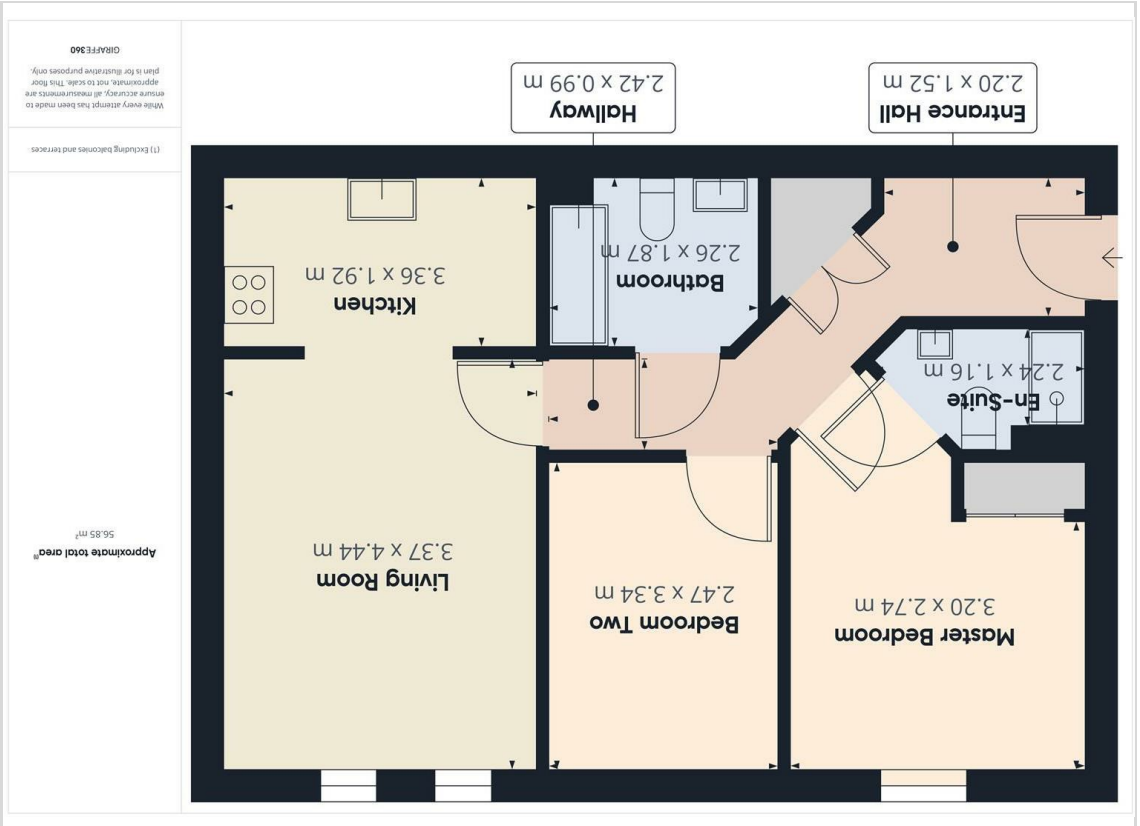 Master Bedroom
3.20 x 2.74 m
Bedroom Two
2.47 x 3.34 m
Living Room
3.37 x 4.44 m
En-Suite
2.24 x 1.16 m
Bathroom
2.26 x 1.87 m
Kitchen
3.36 x 1.92 m
Entrance Hall
2.20 x 1.52 m
Hallway
2.42 x 0.99 m
Approximate total area⁽¹⁾
56.85 m²
(1) Excluding balconies and terraces
While every attempt has been made to
ensure accuracy, all measurements are
approximate, not to scale. This floor
plan is for illustrative purposes only.
GIRAFFE360